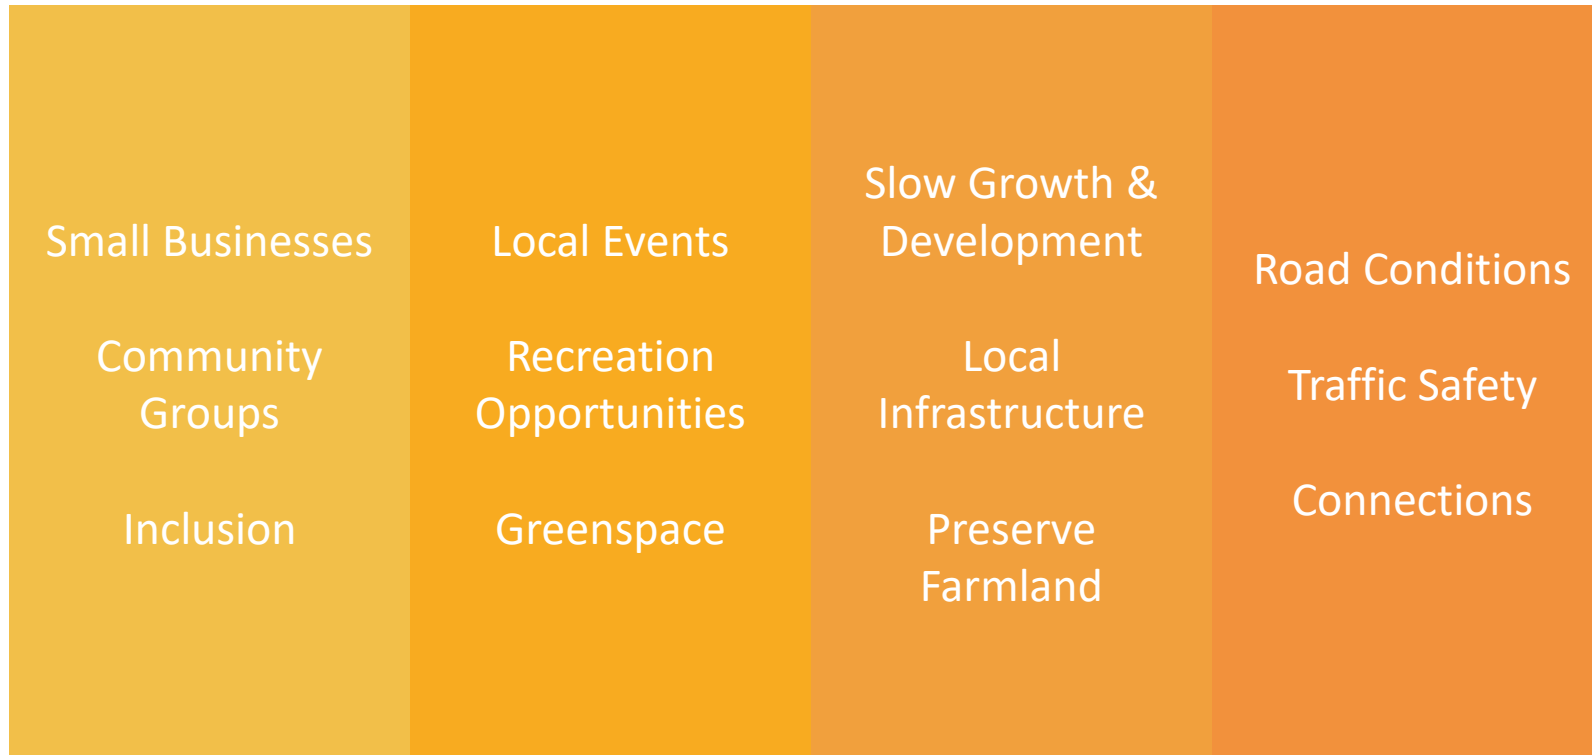 Small Businesses
Community
Groups
Inclusion
Local Events
Recreation
Opportunities
Greenspace
Slow Growth &
Development
Local
Infrastructure
Preserve
Farmland
Road Conditions
Traffic Safety
Connections